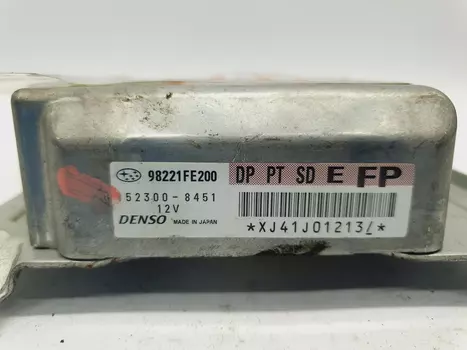 98221FE200 DP PT SD E FP
52300-8451
12V
DENSO MADE IN JAPAN *XJ41J01213/*